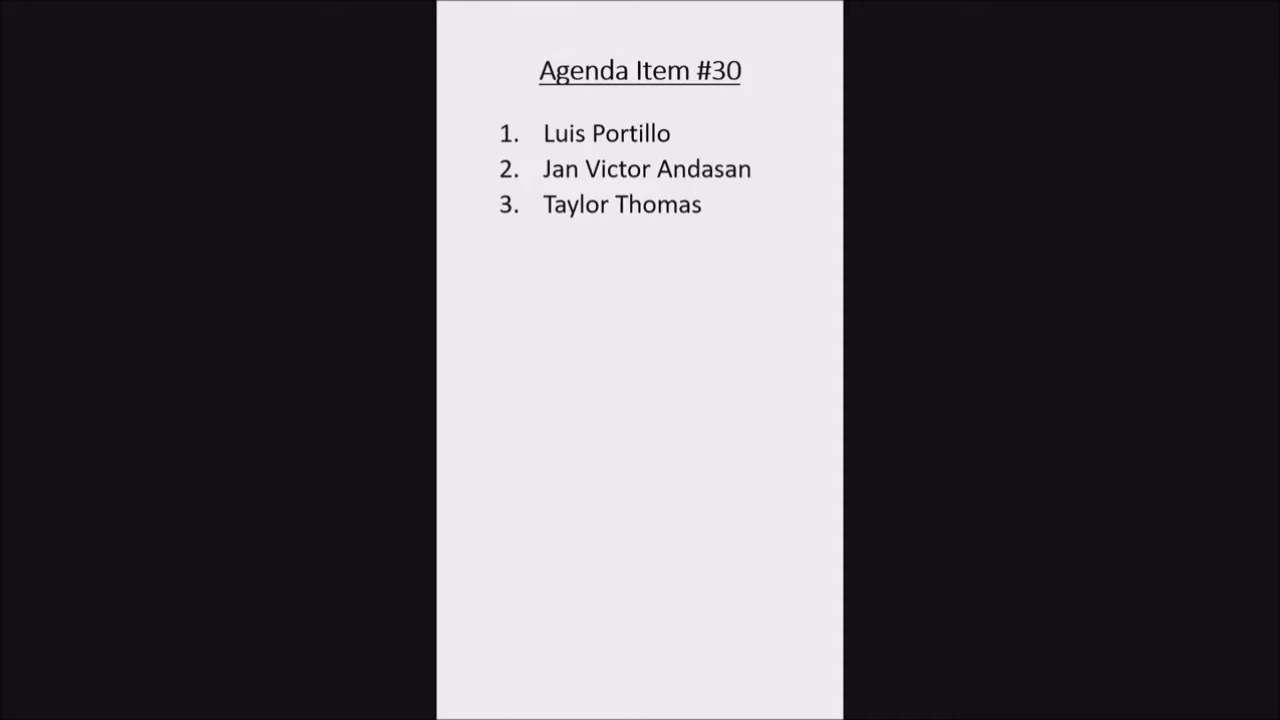 Agenda Item #30
1. Luis Portillo
2. Jan Victor Andasan
3. Taylor Thomas